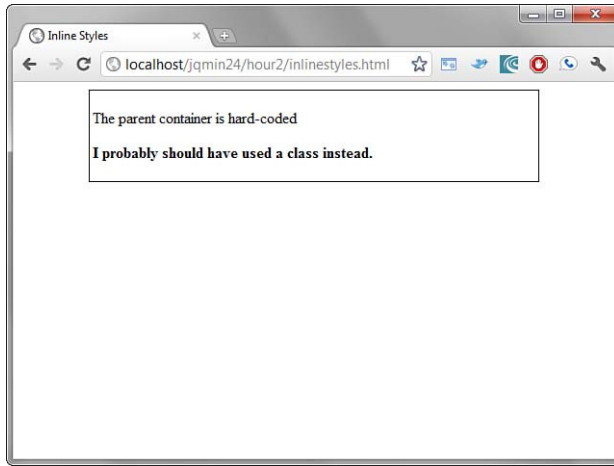 Inline Styles
localhost/jqmin24/hour2/inlinestyles.html
The parent container is hard-coded
I probably should have used a class instead.